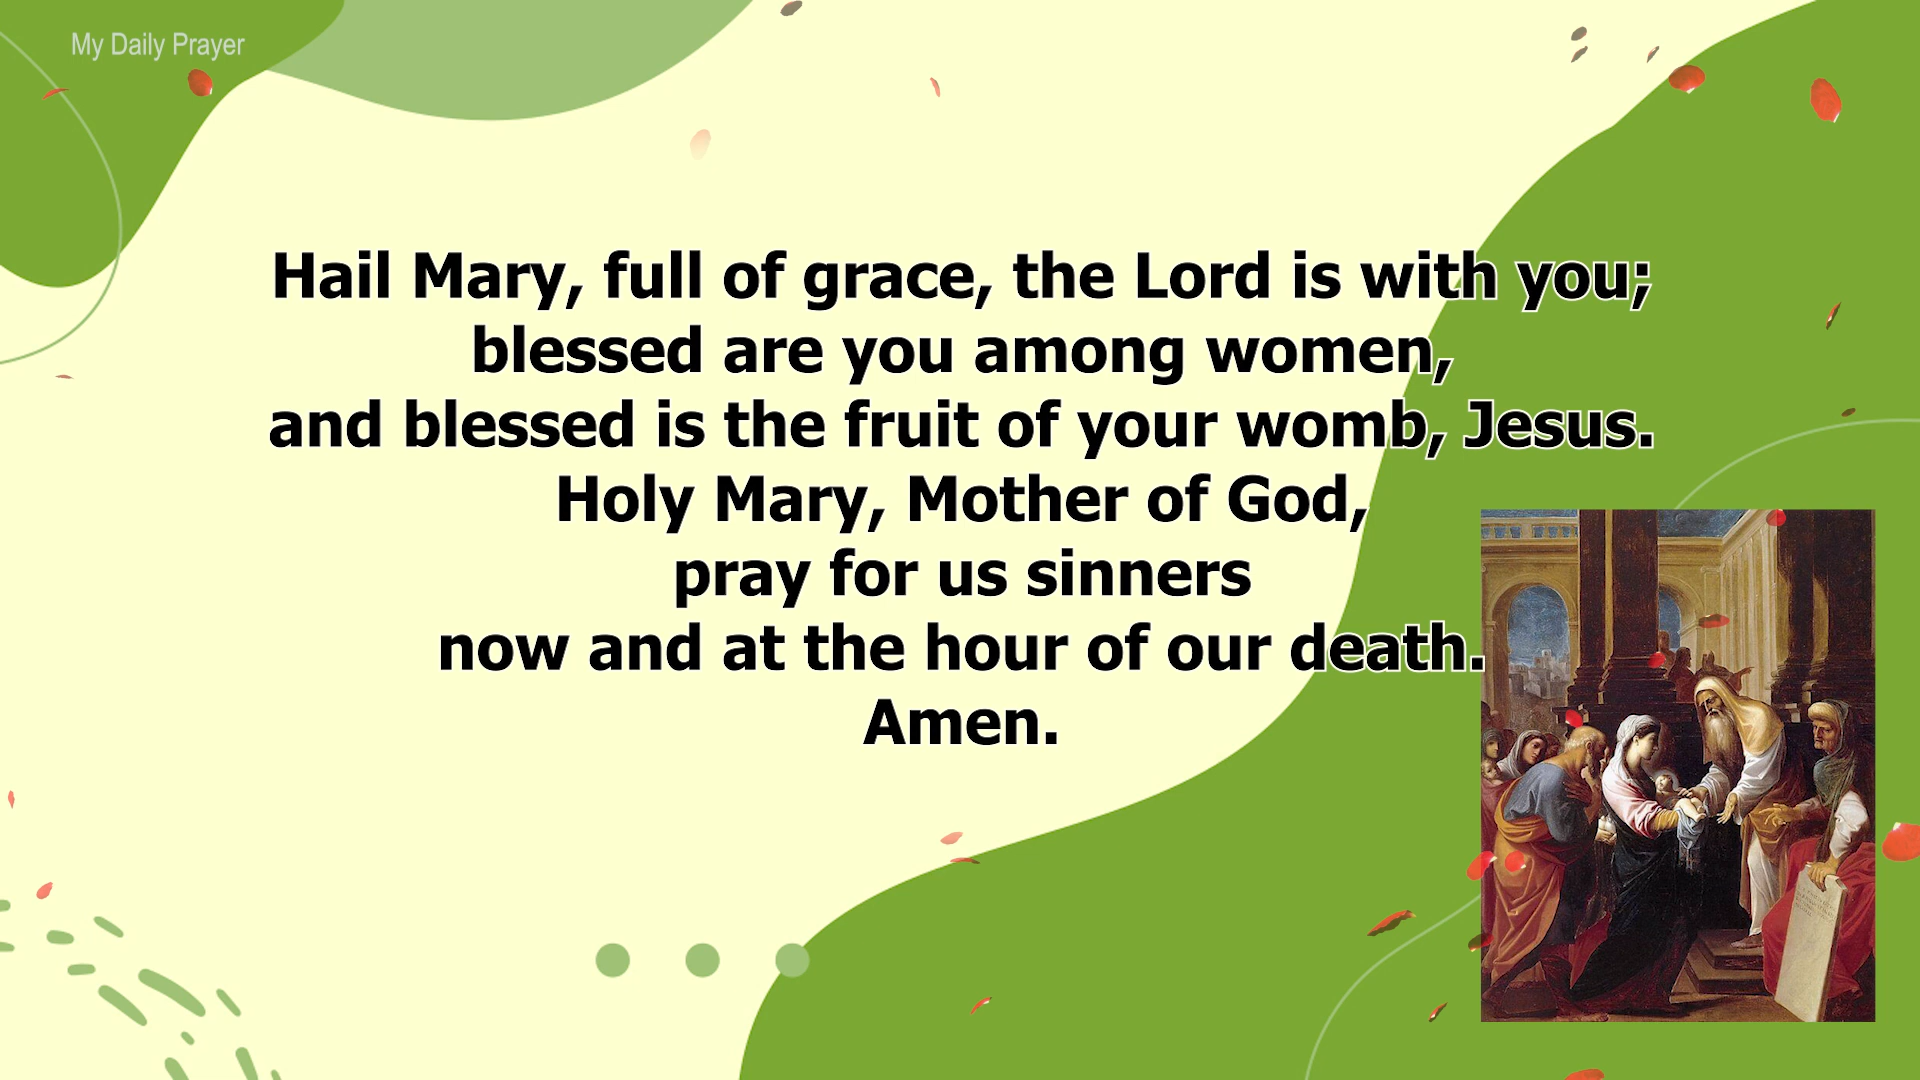 My Daily Prayer
Hail Mary, full of grace, the Lord is with you;
blessed are you among women,
and blessed is the fruit of your womb, Jesus.
Holy Mary, Mother of God,
pray for us sinners
now and at the hour of our death.
Amen.